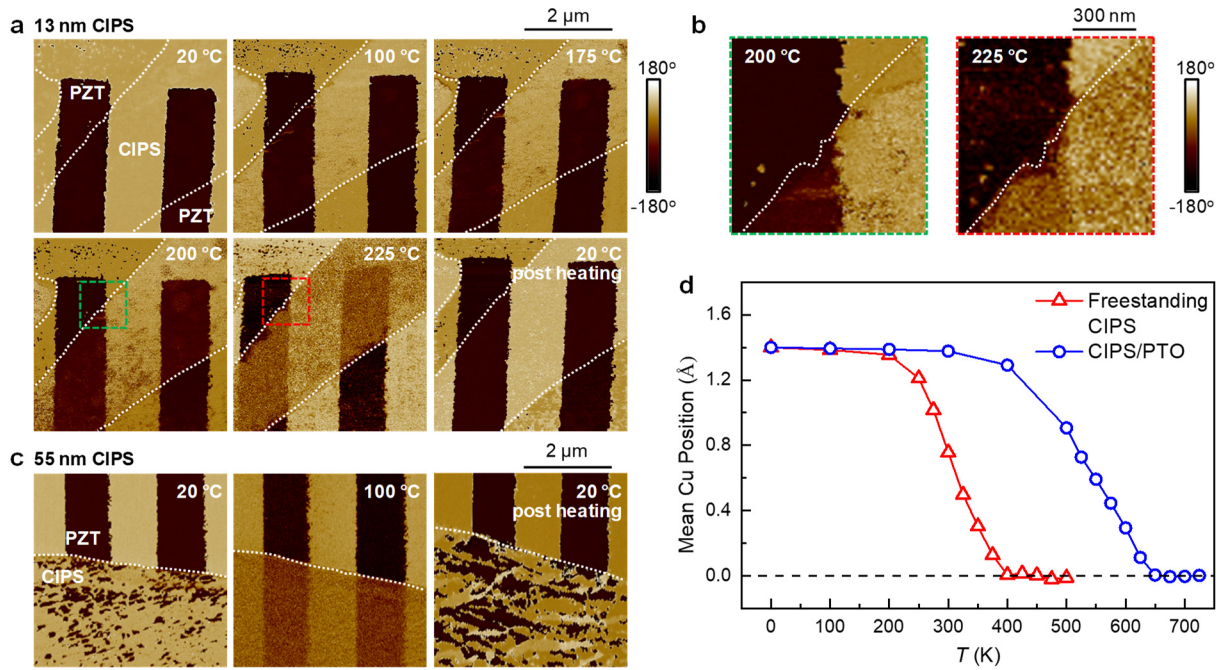 a 13 nm CIPS
2 μm
20 °C
PZT
CIPS
PZT
100 °C
175 °C
180°
-180°
200 °C
225 °C
20 °C
post heating
b
300 nm
200 °C
225 °C
180°
-180°
c 55 nm CIPS
2 μm
20 °C
PZT
CIPS
100 °C
20 °C
post heating
d
Freestanding
CIPS
CIPS/PTO
Mean Cu Position (Å)
1.6
1.2
0.8
0.4
0.0
0 100 200 300 400 500 600 700
T (K)